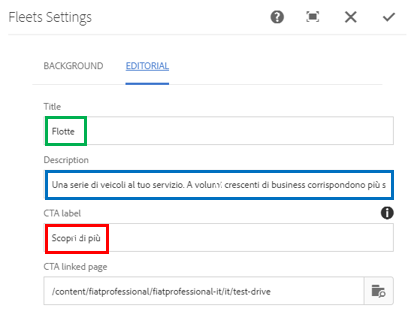 Fleets Settings
BACKGROUND EDITORIAL
Title
Flotte
Description
Una serie di veicoli al tuo servizio. A volumi crescenti di business corrispondono più s
CTA label
Scopri di più
CTA linked page
/content/fiatprofessional/fiatprofessional-it/it/test-drive